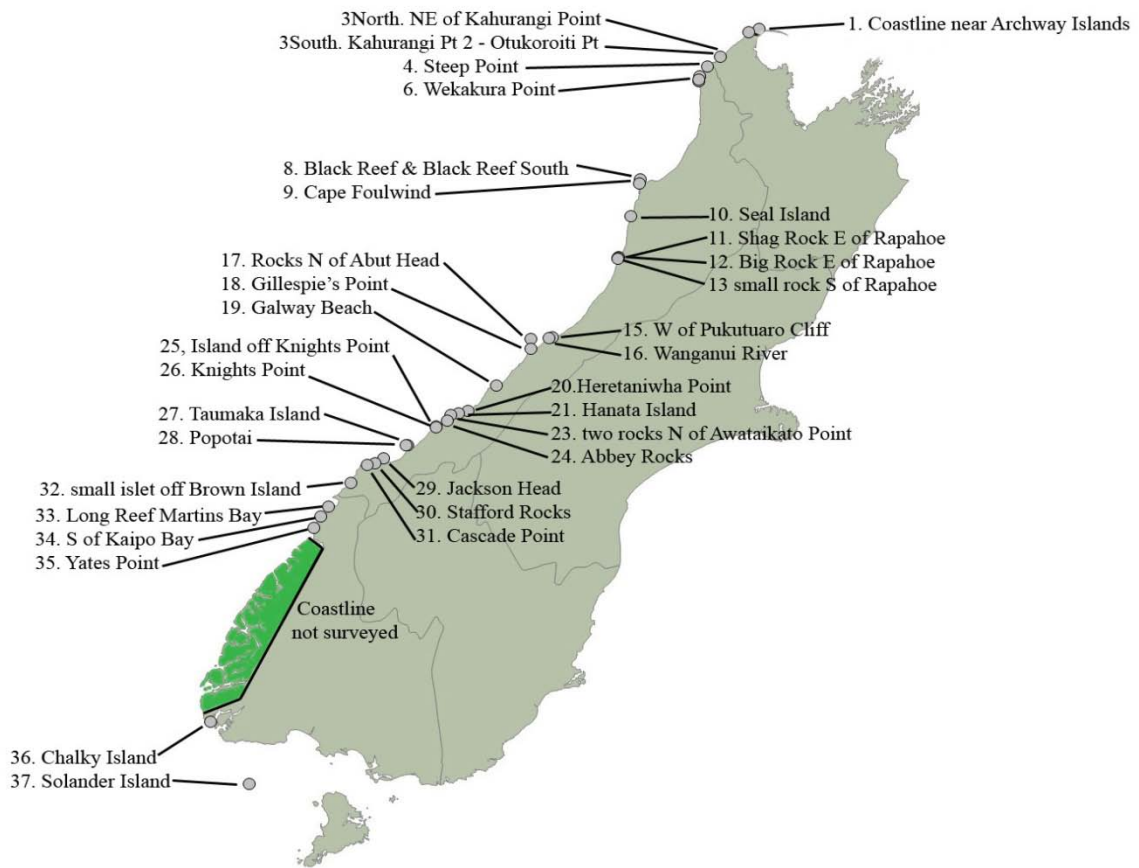 3North. NE of Kahurangi Point
1. Coastline near Archway Islands
3South. Kahurangi Pt 2 - Otukoroiti Pt
4. Steep Point
6. Wekakura Point
8. Black Reef & Black Reef South
9. Cape Foulwind
10. Seal Island
11. Shag Rock E of Rapahoe
12. Big Rock E of Rapahoe
13 small rock S of Rapahoe
17. Rocks N of Abut Head
18. Gillespie's Point
19. Galway Beach
15. W of Pukutuaro Cliff
16. Wanganui River
25, Island off Knights Point
26. Knights Point
20.Heretaniwha Point
21. Hanata Island
23. two rocks N of Awataikato Point
24. Abbey Rocks
27. Taumaka Island
28. Popotai
29. Jackson Head
30. Stafford Rocks
31. Cascade Point
32. small islet off Brown Island
33. Long Reef Martins Bay
34. S of Kaipo Bay
35. Yates Point
Coastline
not surveyed
36. Chalky Island
37. Solander Island